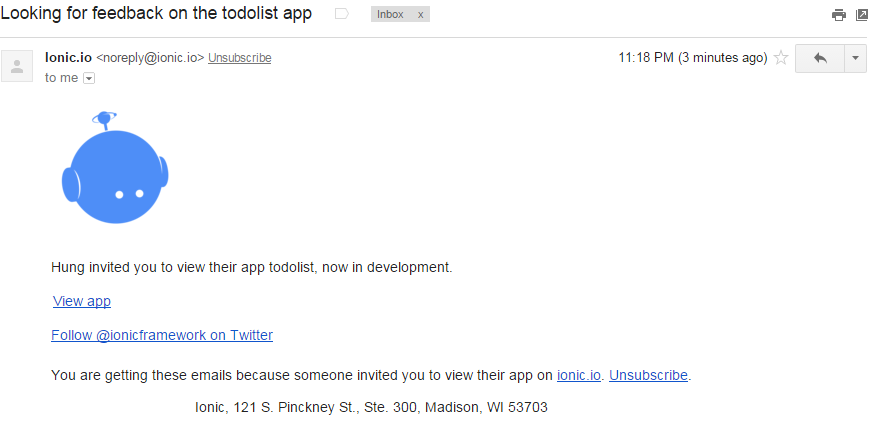 Looking for feedback on the todolist app Inbox x
Ionic.io <noreply@ionic.io> Unsubscribe 11:18 PM (3 minutes ago)
to me
Hung invited you to view their app todolist, now in development.
View app
Follow @ionicframework on Twitter
You are getting these emails because someone invited you to view their app on ionic.io. Unsubscribe.
Ionic, 121 S. Pinckney St., Ste. 300, Madison, WI 53703